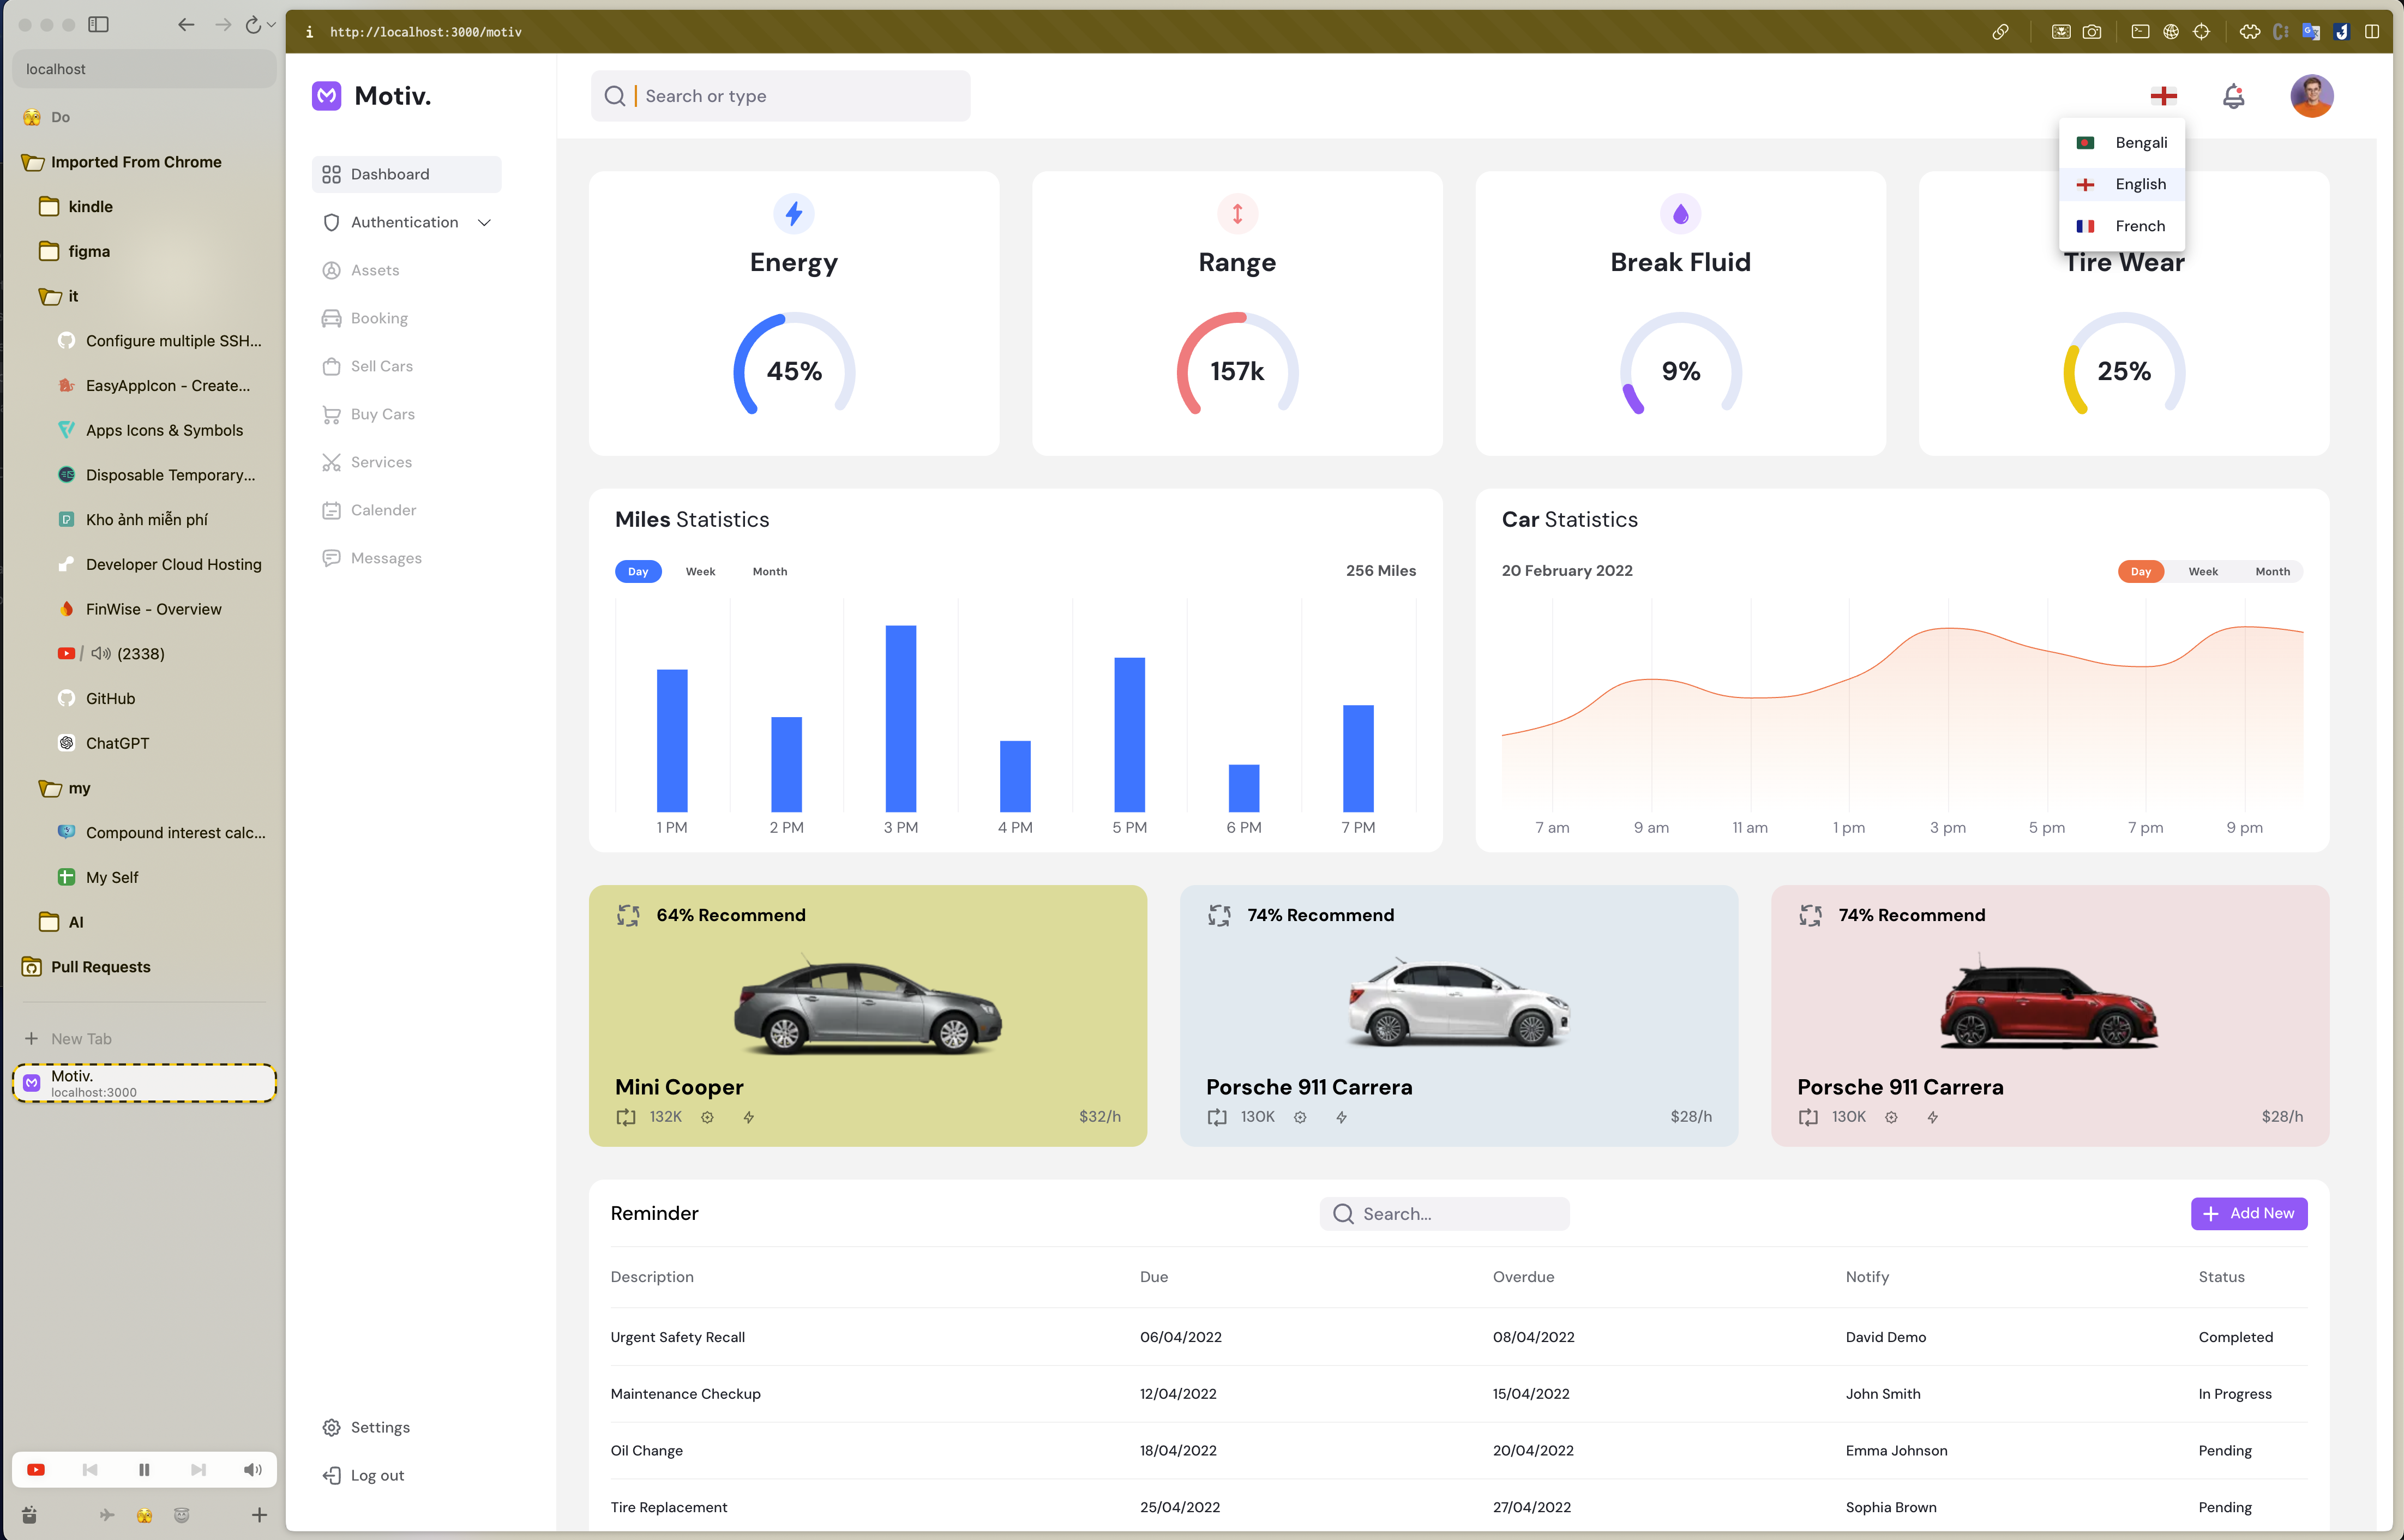 http://localhost:3000/motiv
localhost
Do
Imported From Chrome
kindle
figma
it
Configure multiple SSH...
EasyAppIcon - Create...
Apps Icons & Symbols
Disposable Temporary...
Kho ảnh miễn phí
Developer Cloud Hosting
FinWise - Overview
/ (2338)
GitHub
ChatGPT
my
Compound interest calc...
My Self
AI
Pull Requests
New Tab
Motiv.
localhost:3000
Motiv.
Dashboard
Authentication
Assets
Booking
Sell Cars
Buy Cars
Services
Calender
Messages
Settings
Log out
Search or type
Bengali
English
French
Energy
45%
Range
157k
Break Fluid
9%
Tire Wear
25%
Miles Statistics
Day Week Month
256 Miles
1 PM 2 PM 3 PM 4 PM 5 PM 6 PM 7 PM
Car Statistics
20 February 2022
Day Week Month
7 am 9 am 11 am 1 pm 3 pm 5 pm 7 pm 9 pm
64% Recommend
Mini Cooper
132K $32/h
74% Recommend
Porsche 911 Carrera
130K $28/h
74% Recommend
Porsche 911 Carrera
130K $28/h
Reminder
Search...
Add New
Description Due Overdue Notify Status
Urgent Safety Recall 06/04/2022 08/04/2022 David Demo Completed
Maintenance Checkup 12/04/2022 15/04/2022 John Smith In Progress
Oil Change 18/04/2022 20/04/2022 Emma Johnson Pending
Tire Replacement 25/04/2022 27/04/2022 Sophia Brown Pending